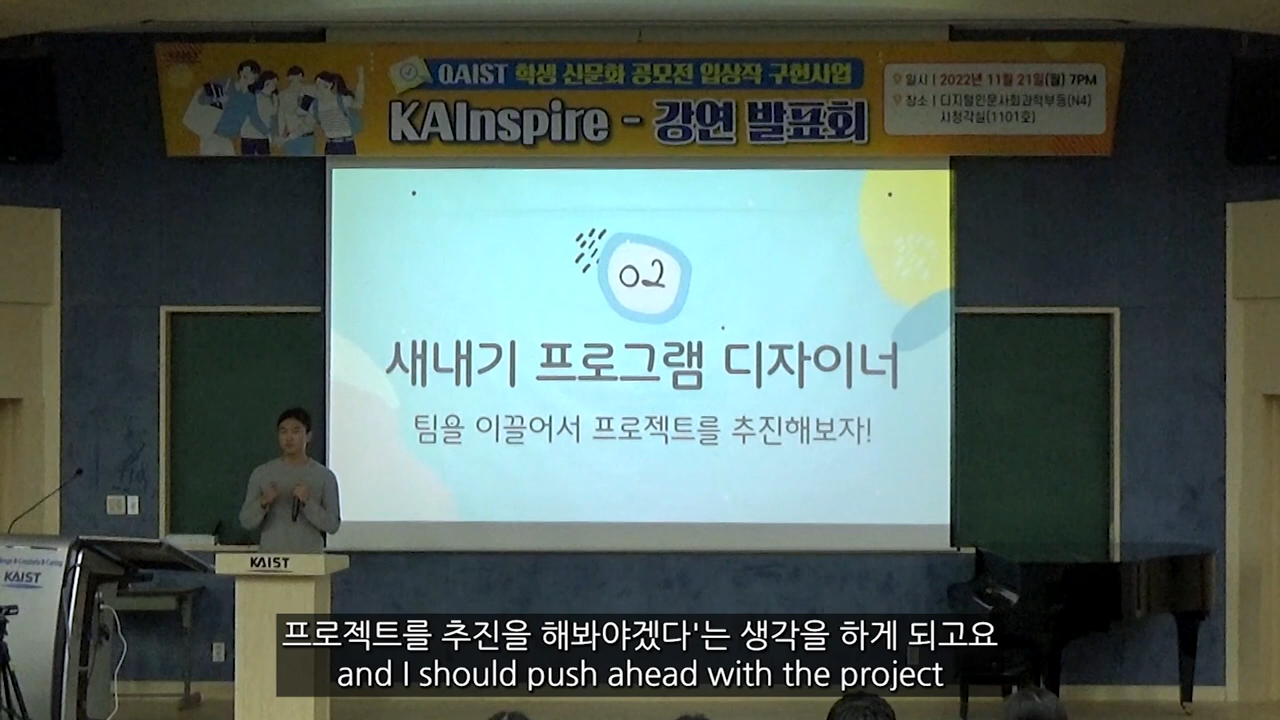 QAIST 학생 신문화 공모전 입상작 구현사업
KAInspire - 강연 발표회
일시 | 2022년 11월 21일(월) 7PM
장소 | 디지털인문사회과학부동(N4)
시청각실(1101호)
02
새내기 프로그램 디자이너
팀을 이끌어서 프로젝트를 추진해보자!
KAIST
KAIST
프로젝트를 추진을 해봐야겠다'는 생각을 하게 되고요
and I should push ahead with the project